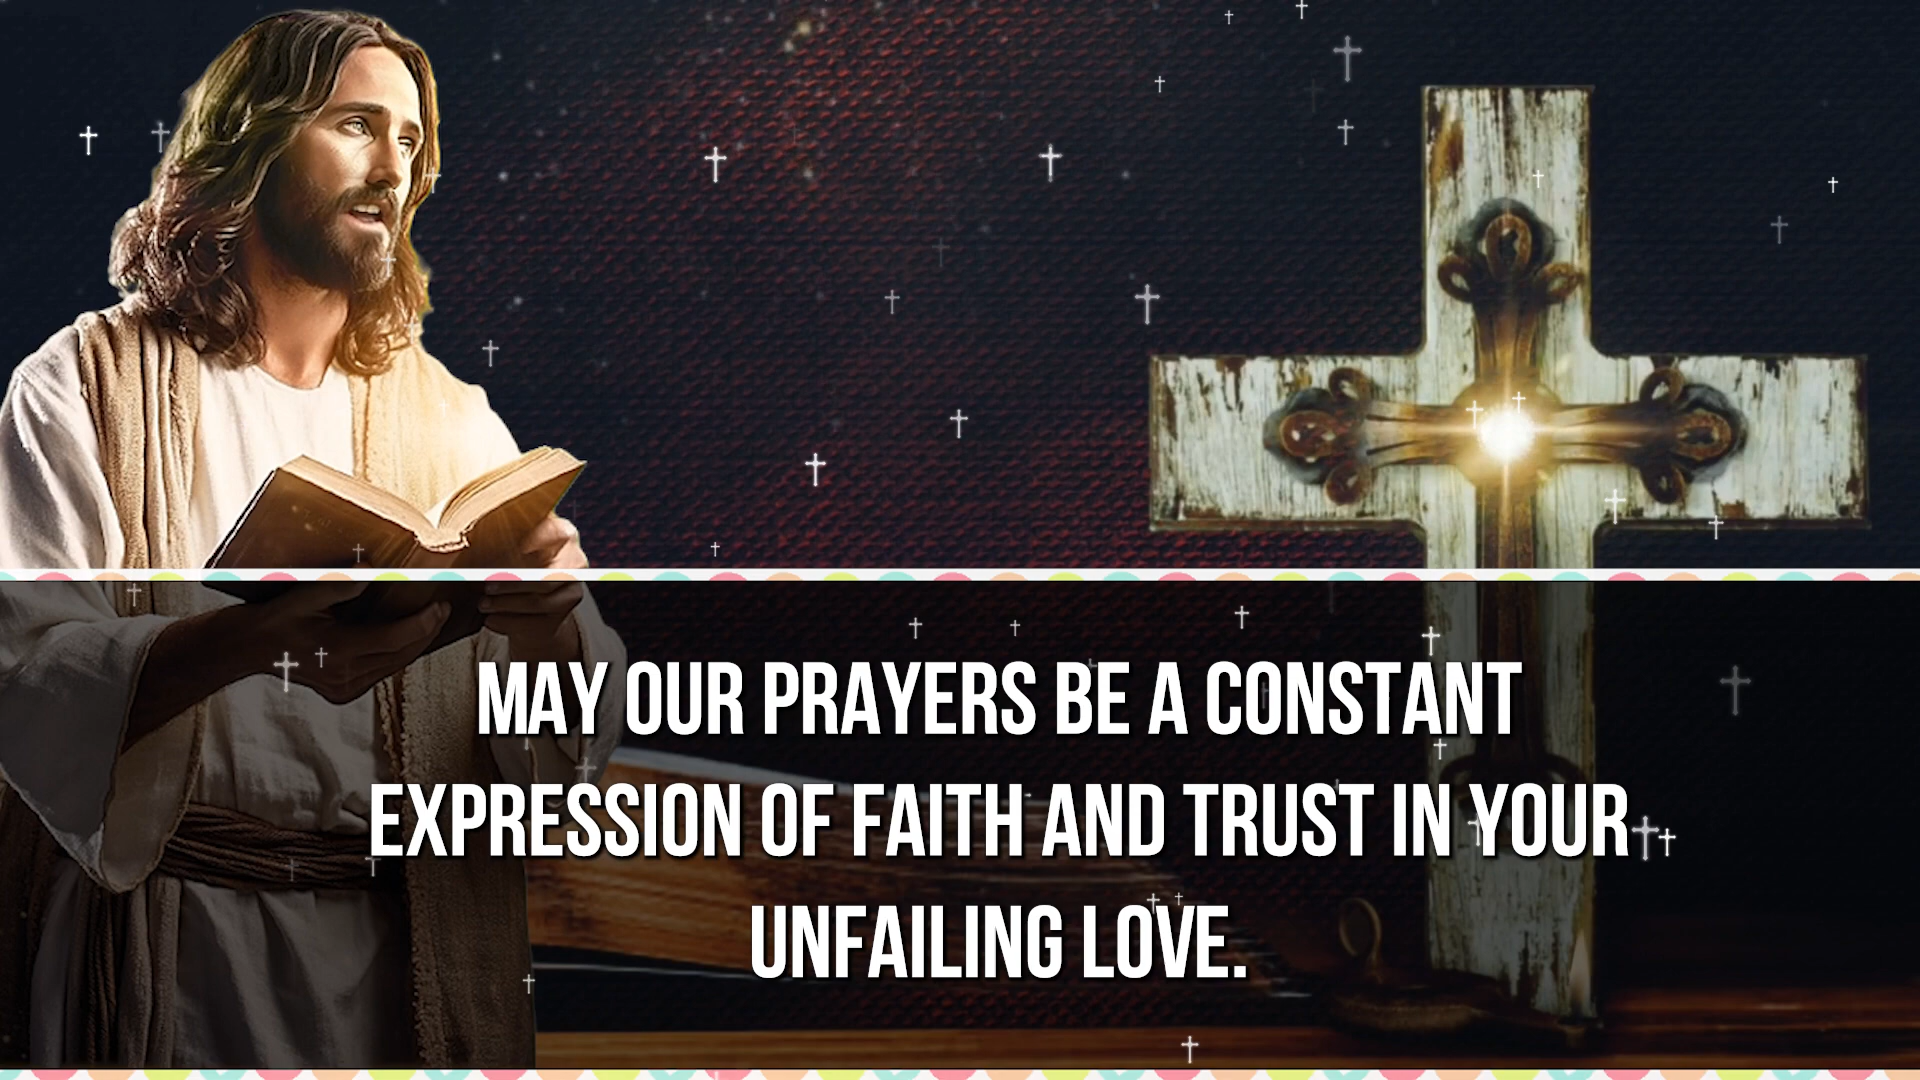 MAY OUR PRAYERS BE A CONSTANT
EXPRESSION OF FAITH AND TRUST IN YOUR
UNFAILING LOVE.